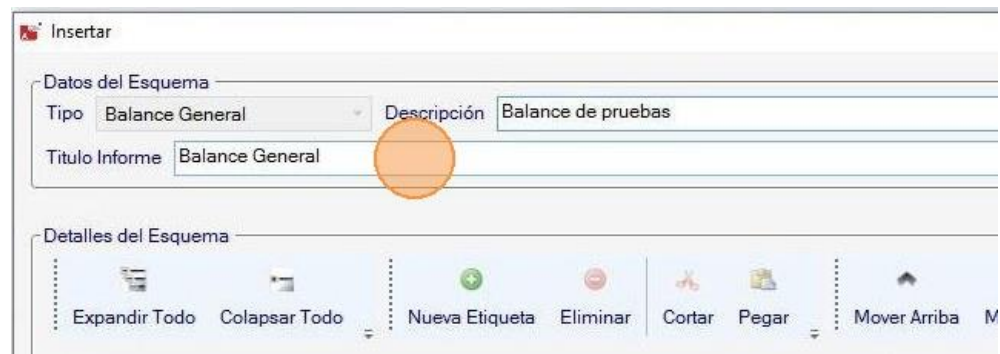 Insertar
Datos del Esquema
Tipo Balance General Descripción Balance de pruebas
Titulo Informe Balance General
Detalles del Esquema
Expandir Todo Colapsar Todo Nueva Etiqueta Eliminar Cortar Pegar Mover Arriba M